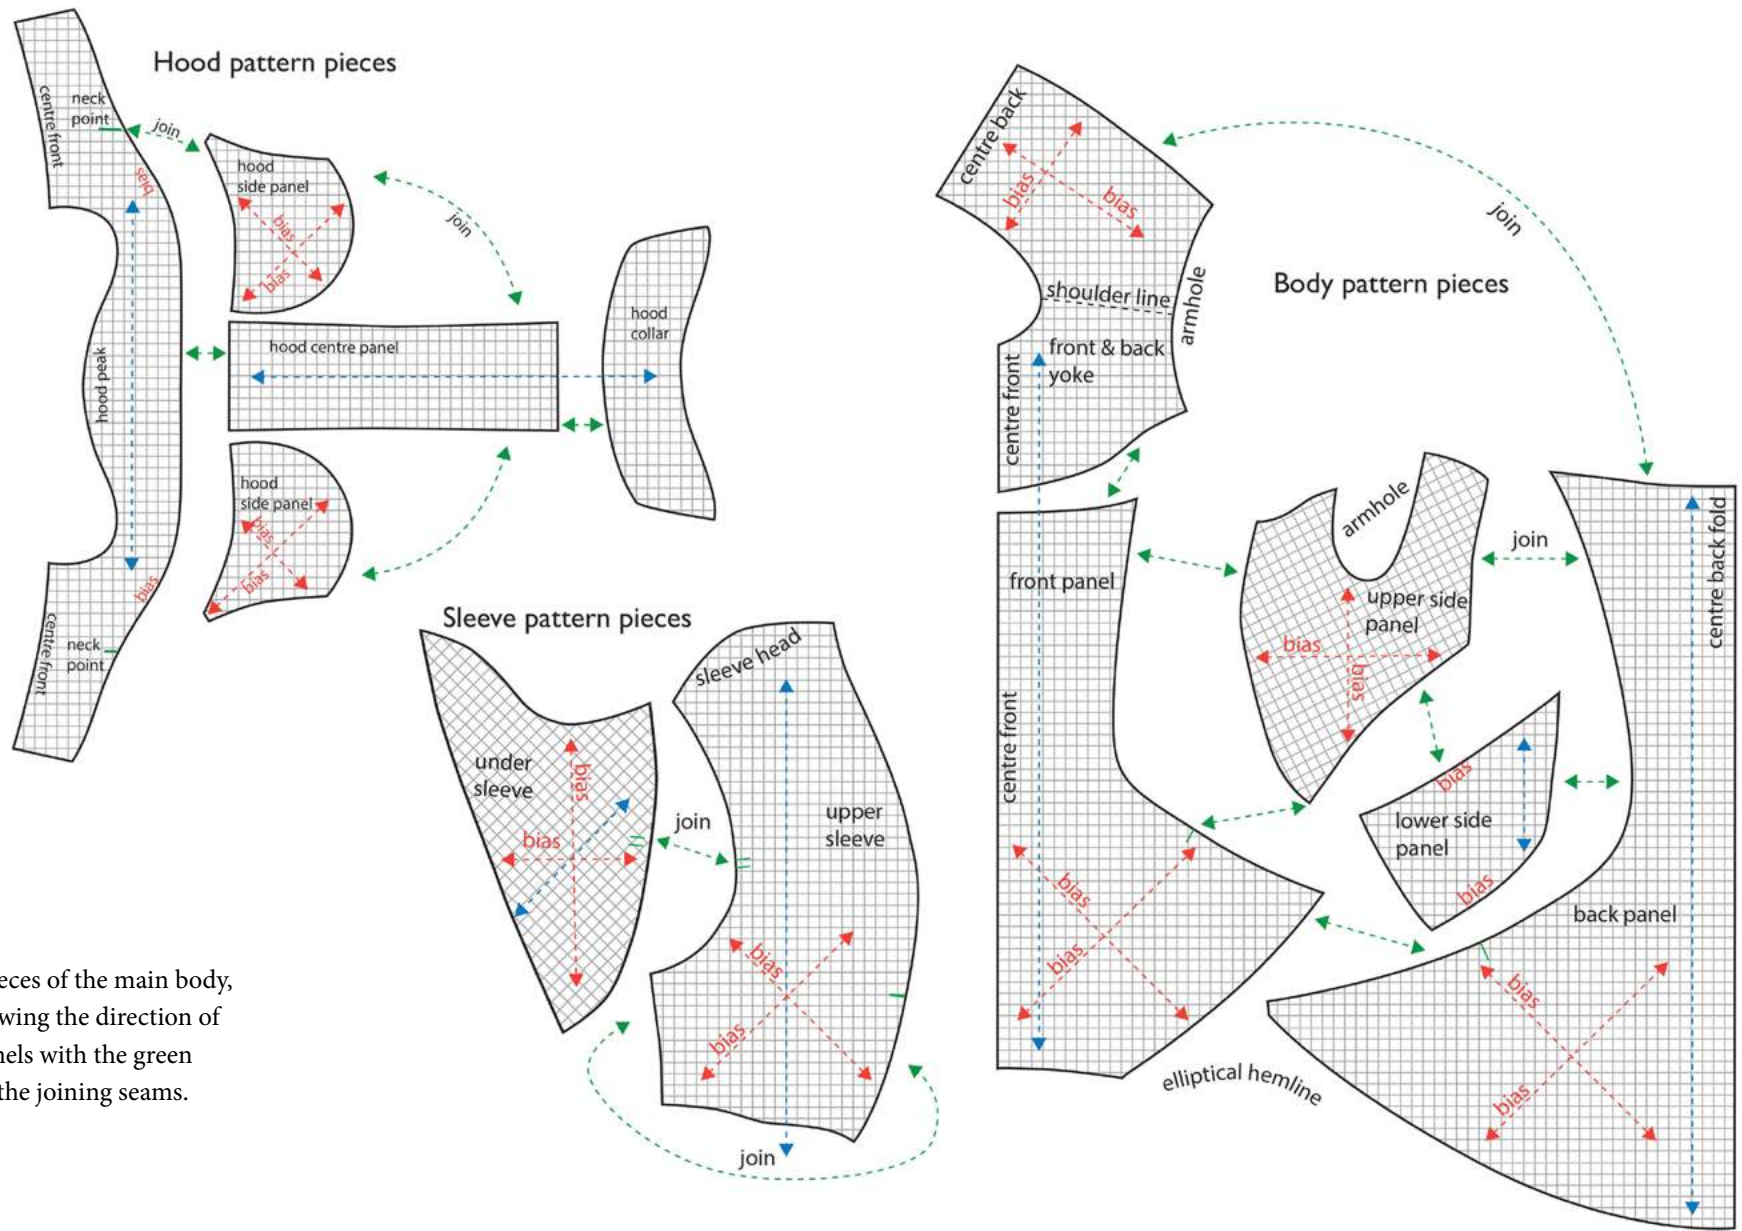 Hood pattern pieces
centre front
neck
point
join
bias
hood
side panel
bias
bias
join
hood peak
hood centre panel
hood
collar
hood
side panel
bias
bias
bias
centre front
neck
point
Sleeve pattern pieces
under
sleeve
bias
bias
join
sleeve head
upper
sleeve
bias
bias
join
Body pattern pieces
centre back
bias
bias
shoulder line
armhole
front & back
yoke
centre front
join
front panel
centre front
bias
bias
armhole
upper side
panel
bias
bias
join
centre back fold
bias
lower side
panel
bias
back panel
bias
bias
elliptical hemline
eces of the main body,
wing the direction of
nels with the green
the joining seams.